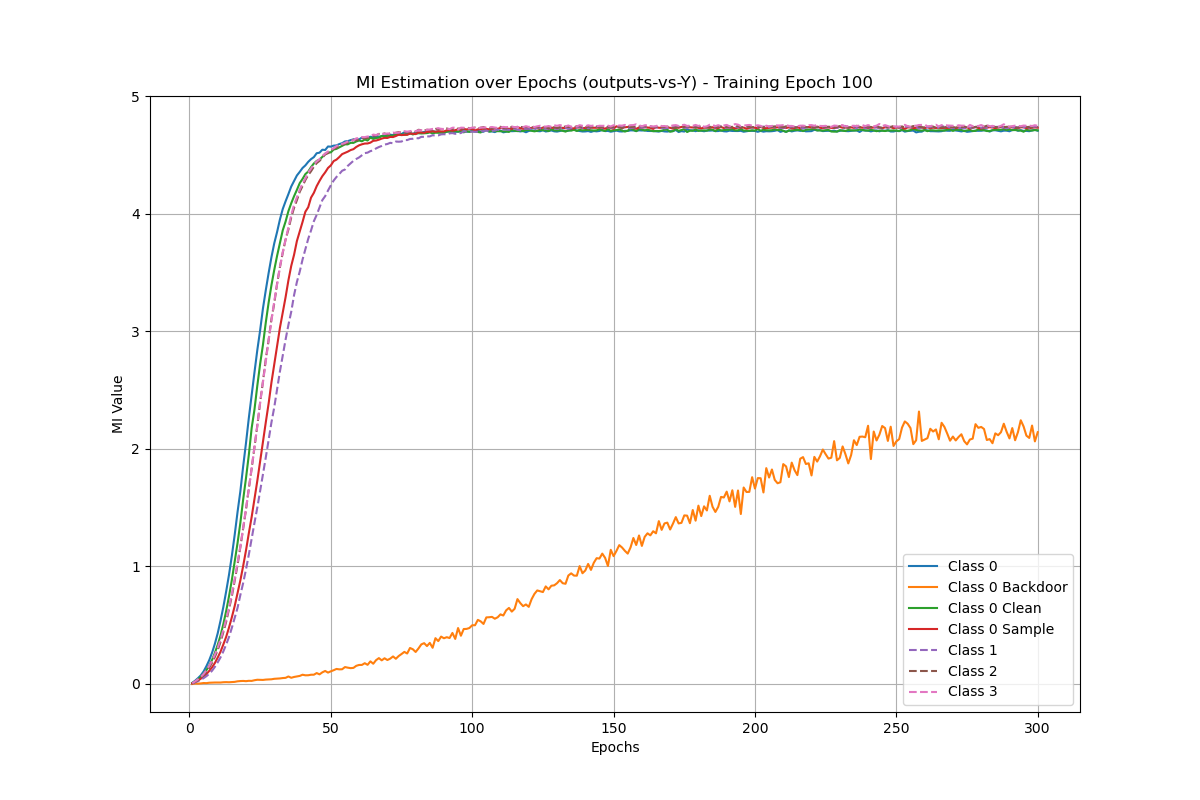 MI Estimation over Epochs (outputs-vs-Y) - Training Epoch 100
5
4
3
2
1
0
MI Value
0 50 100 150 200 250 300
Epochs
Class 0
Class 0 Backdoor
Class 0 Clean
Class 0 Sample
Class 1
Class 2
Class 3